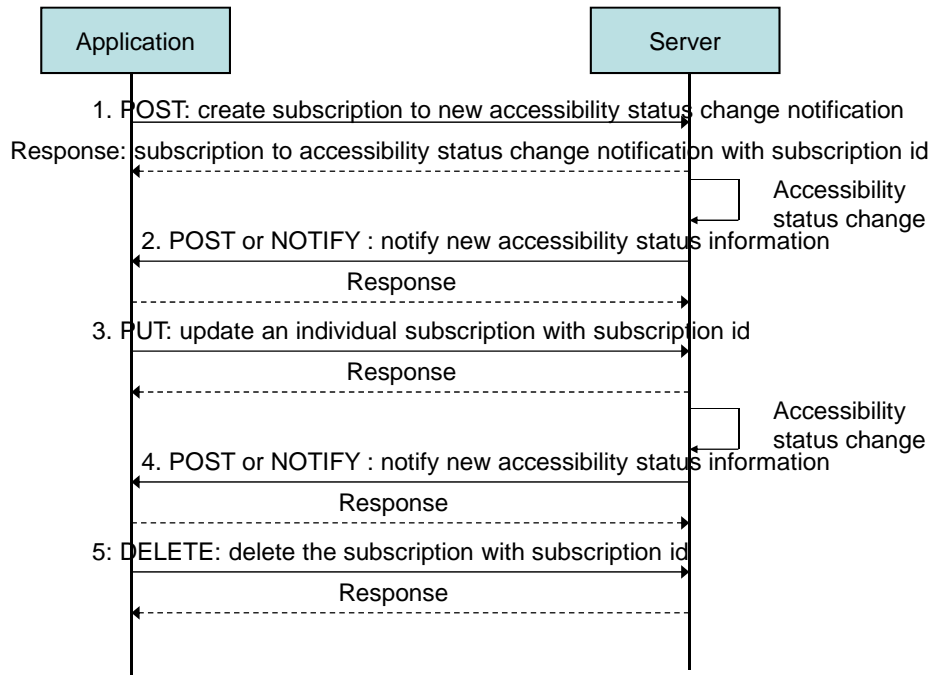 Application
Server
1. POST: create subscription to new accessibility status change notification
Response: subscription to accessibility status change notification with subscription id
Accessibility
status change
2. POST or NOTIFY : notify new accessibility status information
Response
3. PUT: update an individual subscription with subscription id
Response
Accessibility
status change
4. POST or NOTIFY : notify new accessibility status information
Response
5: DELETE: delete the subscription with subscription id
Response